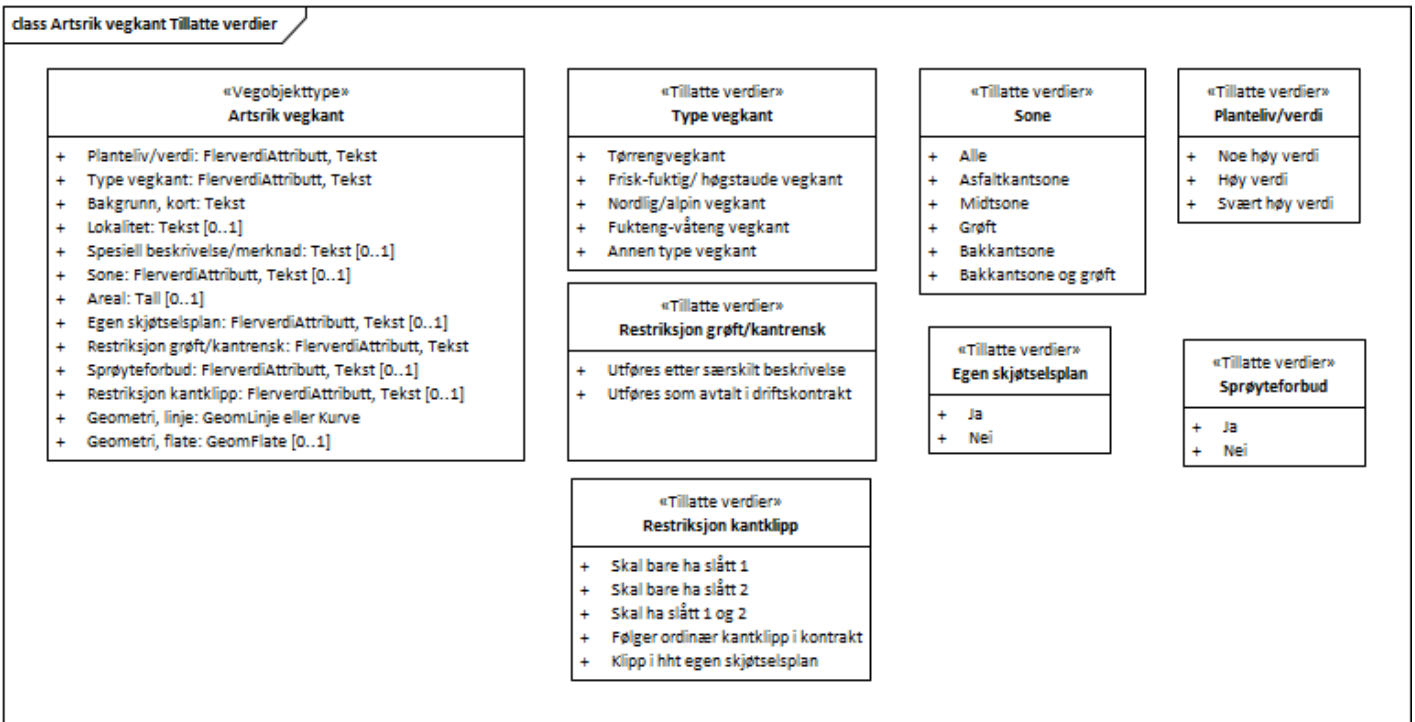 class Artsrik vegkant Tillatte verdier
«Vegobjekttype»
Artsrik vegkant
+ Planteliv/verdi: FlerverdiAttributt, Tekst
+ Type vegkant: FlerverdiAttributt, Tekst
+ Bakgrunn, kort: Tekst
+ Lokalitet: Tekst [0..1]
+ Spesiell beskrivelse/merknad: Tekst [0..1]
+ Sone: FlerverdiAttributt, Tekst [0..1]
+ Areal: Tall [0..1]
+ Egen skjøtselsplan: FlerverdiAttributt, Tekst [0..1]
+ Restriksjon grøft/kantrensk: FlerverdiAttributt, Tekst
+ Sprøyteforbud: FlerverdiAttributt, Tekst [0..1]
+ Restriksjon kantklipp: FlerverdiAttributt, Tekst [0..1]
+ Geometri, linje: GeomLinje eller Kurve
+ Geometri, flate: GeomFlate [0..1]
«Tillatte verdier»
Type vegkant
+ Tørrengvegkant
+ Frisk-fuktig/ høgstaude vegkant
+ Nordlig/alpin vegkant
+ Fukteng-våteng vegkant
+ Annen type vegkant
«Tillatte verdier»
Sone
+ Alle
+ Asfaltkantsone
+ Midtsone
+ Grøft
+ Bakkantsone
+ Bakkantsone og grøft
«Tillatte verdier»
Planteliv/verdi
+ Noe høy verdi
+ Høy verdi
+ Svært høy verdi
«Tillatte verdier»
Restriksjon grøft/kantrensk
+ Utføres etter særskilt beskrivelse
+ Utføres som avtalt i driftskontrakt
«Tillatte verdier»
Egen skjøtselsplan
+ Ja
+ Nei
«Tillatte verdier»
Sprøyteforbud
+ Ja
+ Nei
«Tillatte verdier»
Restriksjon kantklipp
+ Skal bare ha slått 1
+ Skal bare ha slått 2
+ Skal ha slått 1 og 2
+ Følger ordinær kantklipp i kontrakt
+ Klipp i hht egen skjøtselsplan